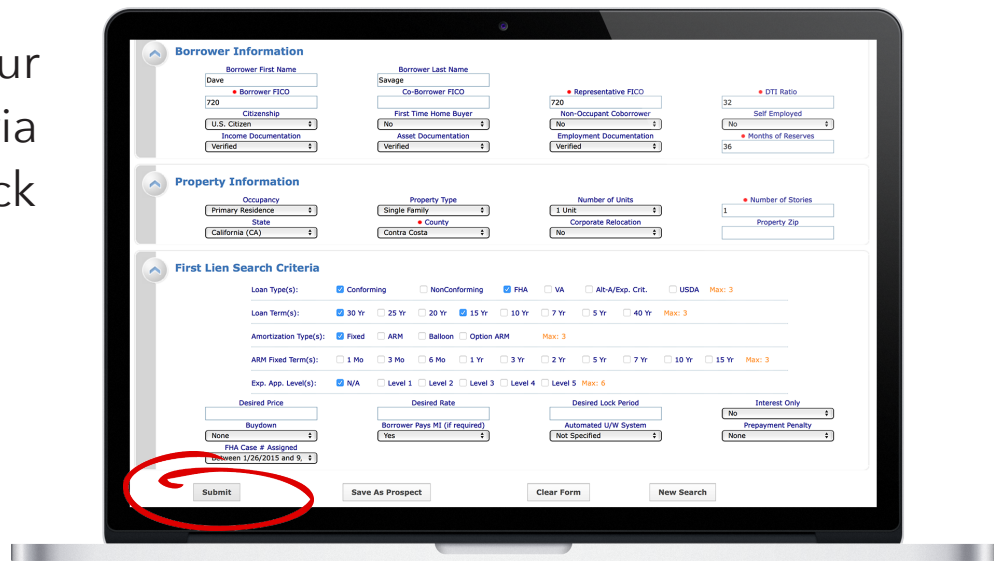 ur
ia
ck
Borrower Information
Borrower First Name Borrower Last Name
Dave Savage
• Borrower FICO Co-Borrower FICO • Representative FICO • DTI Ratio
720 720 32
Citizenship First Time Home Buyer Non-Occupant Coborrower Self Employed
U.S. Citizen No No No
Income Documentation Asset Documentation Employment Documentation • Months of Reserves
Verified Verified Verified 36
Property Information
Occupancy Property Type Number of Units • Number of Stories
Primary Residence Single Family 1 Unit 1
State • County Corporate Relocation Property Zip
California (CA) Contra Costa No
First Lien Search Criteria
Loan Type(s): Conforming NonConforming FHA VA Alt-A/Exp. Crit. USDA Max: 3
Loan Term(s): 30 Yr 25 Yr 20 Yr 15 Yr 10 Yr 7 Yr 5 Yr 40 Yr Max: 3
Amortization Type(s): Fixed ARM Balloon Option ARM Max: 3
ARM Fixed Term(s): 1 Mo 3 Mo 6 Mo 1 Yr 3 Yr 2 Yr 5 Yr 7 Yr 10 Yr 15 Yr Max: 3
Exp. App. Level(s): N/A Level 1 Level 2 Level 3 Level 4 Level 5 Max: 6
Desired Price Desired Rate Desired Lock Period Interest Only
No
Buydown Borrower Pays MI (if required) Automated U/W System Prepayment Penalty
None Yes Not Specified None
FHA Case # Assigned
Between 1/26/2015 and 9,
Submit Save As Prospect Clear Form New Search